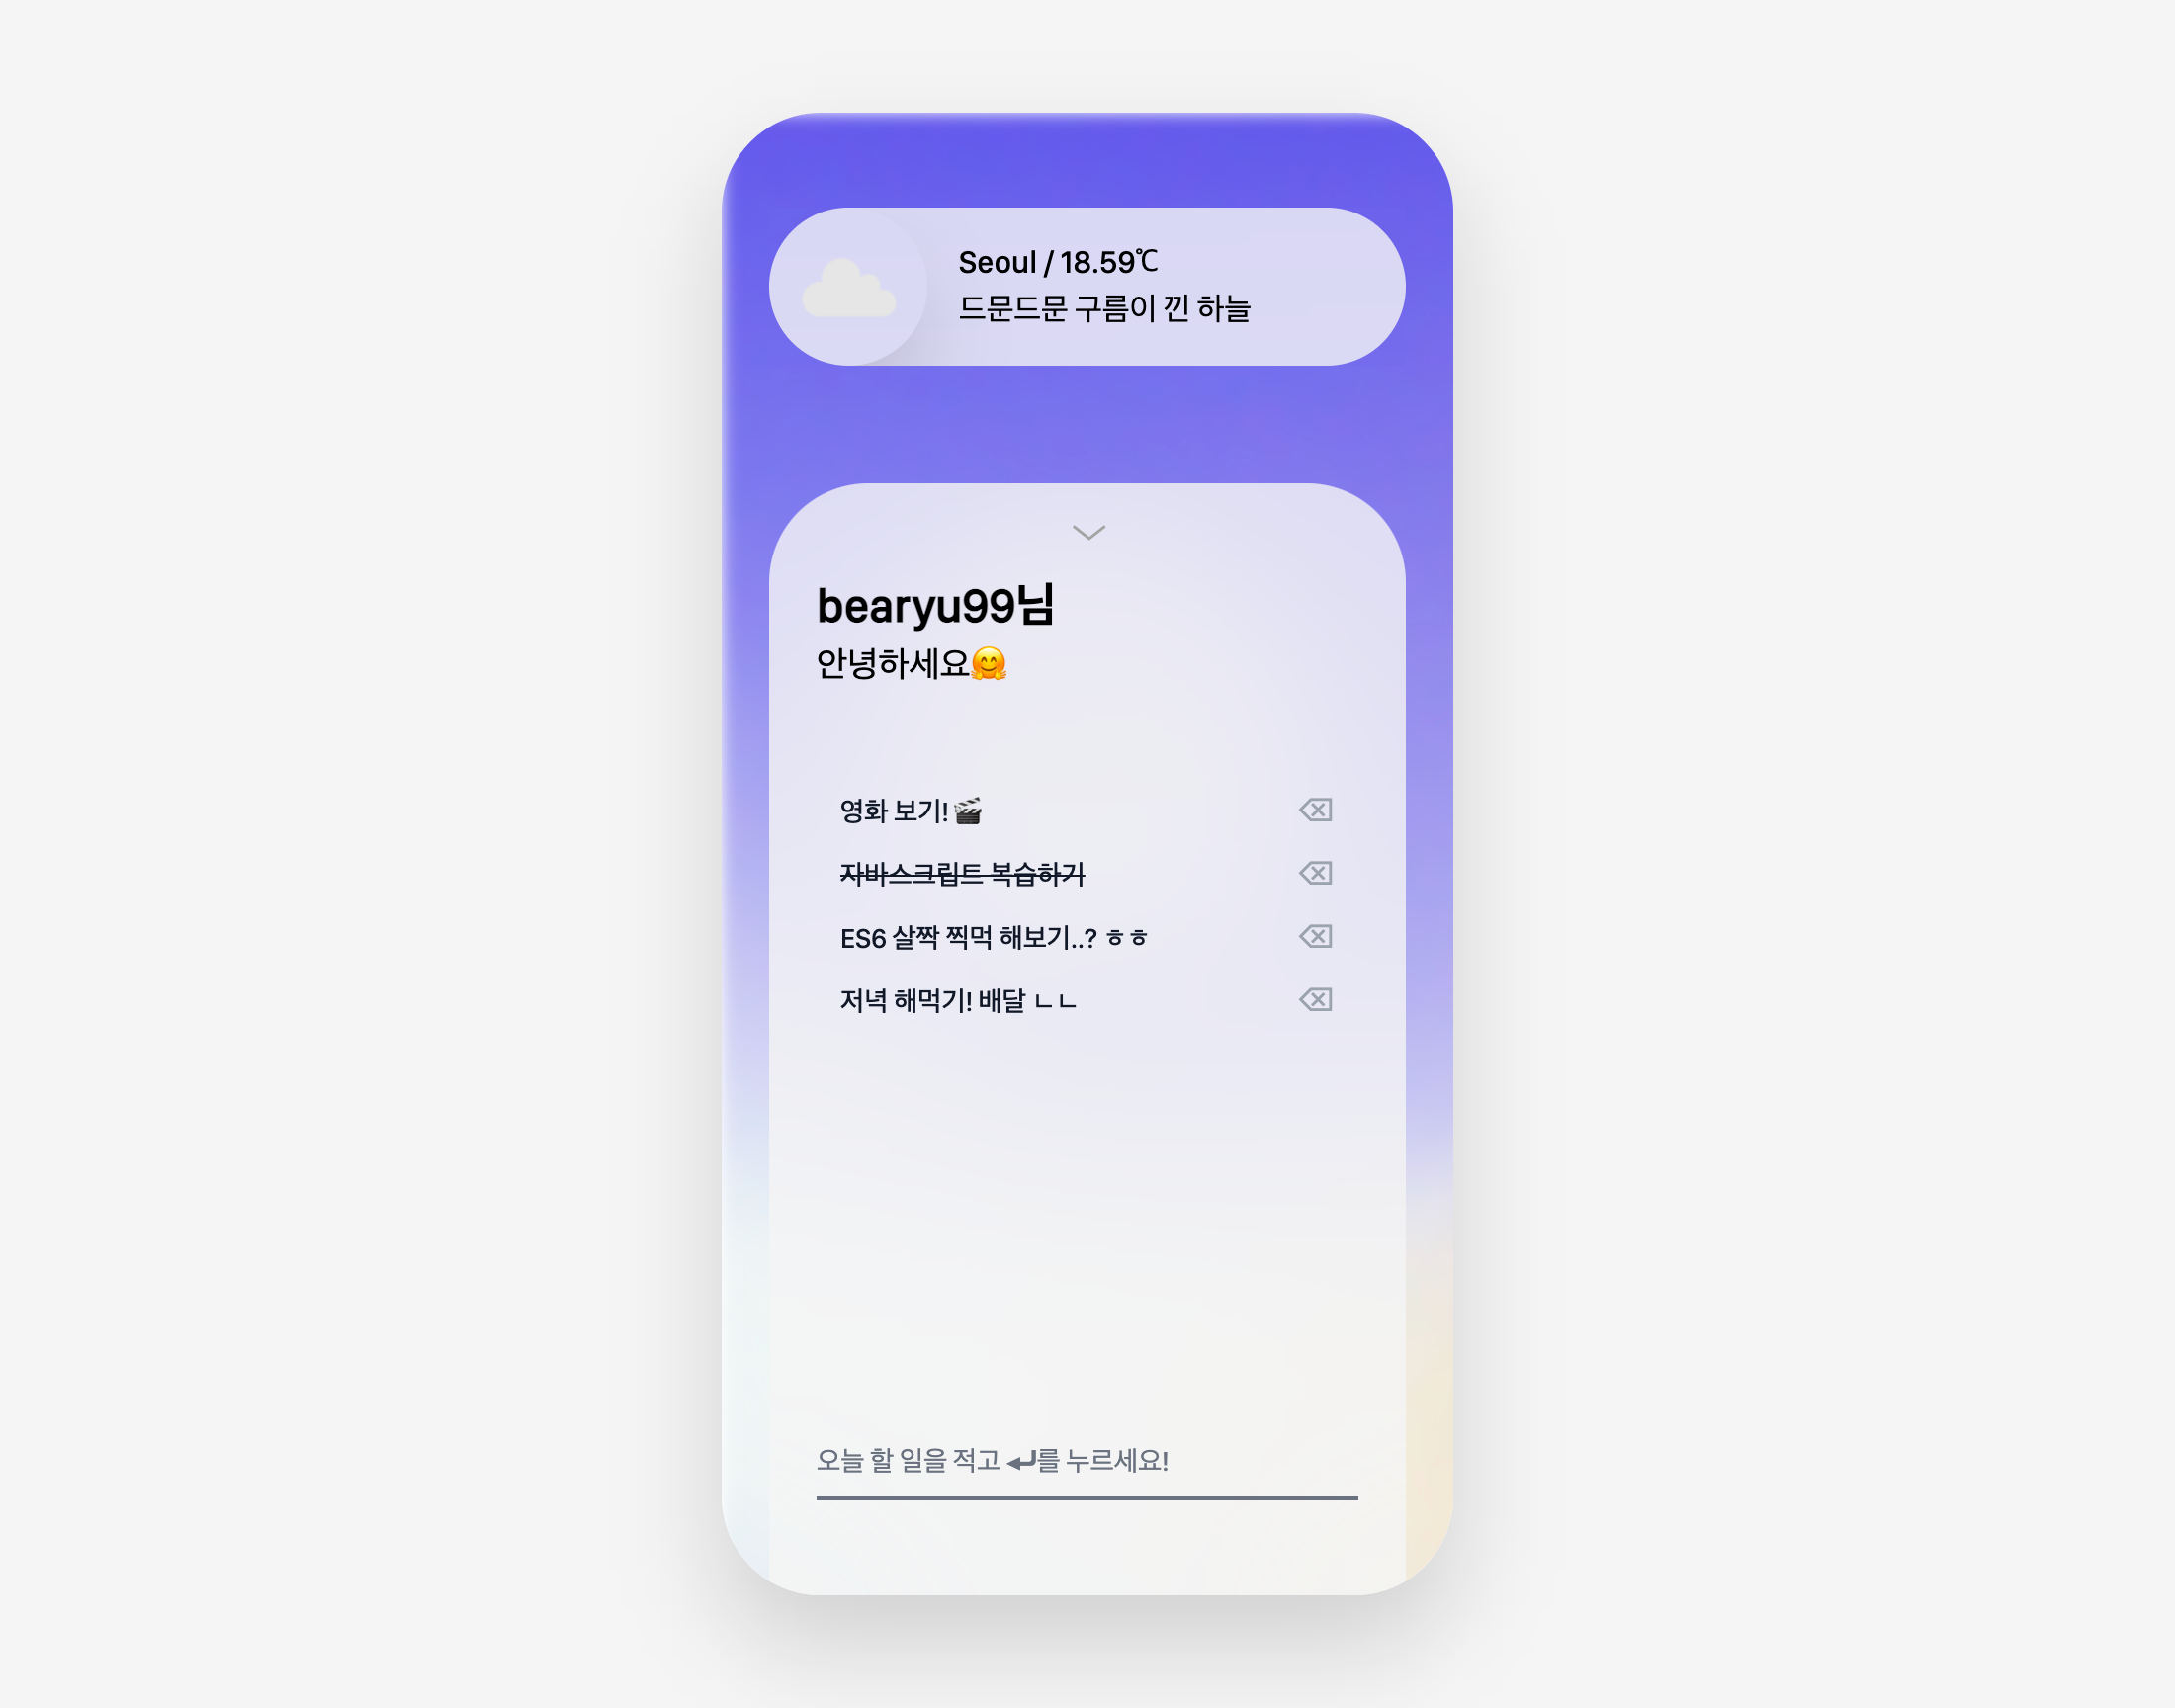 Seoul / 18.59℃
드문드문 구름이 낀 하늘
bearyu99님
안녕하세요🤗
영화 보기! 🎬
자바스크립트 복습하기
ES6 살짝 찍먹 해보기..? ㅎㅎ
저녁 해먹기! 배달 ㄴㄴ
오늘 할 일을 적고 ↵를 누르세요!